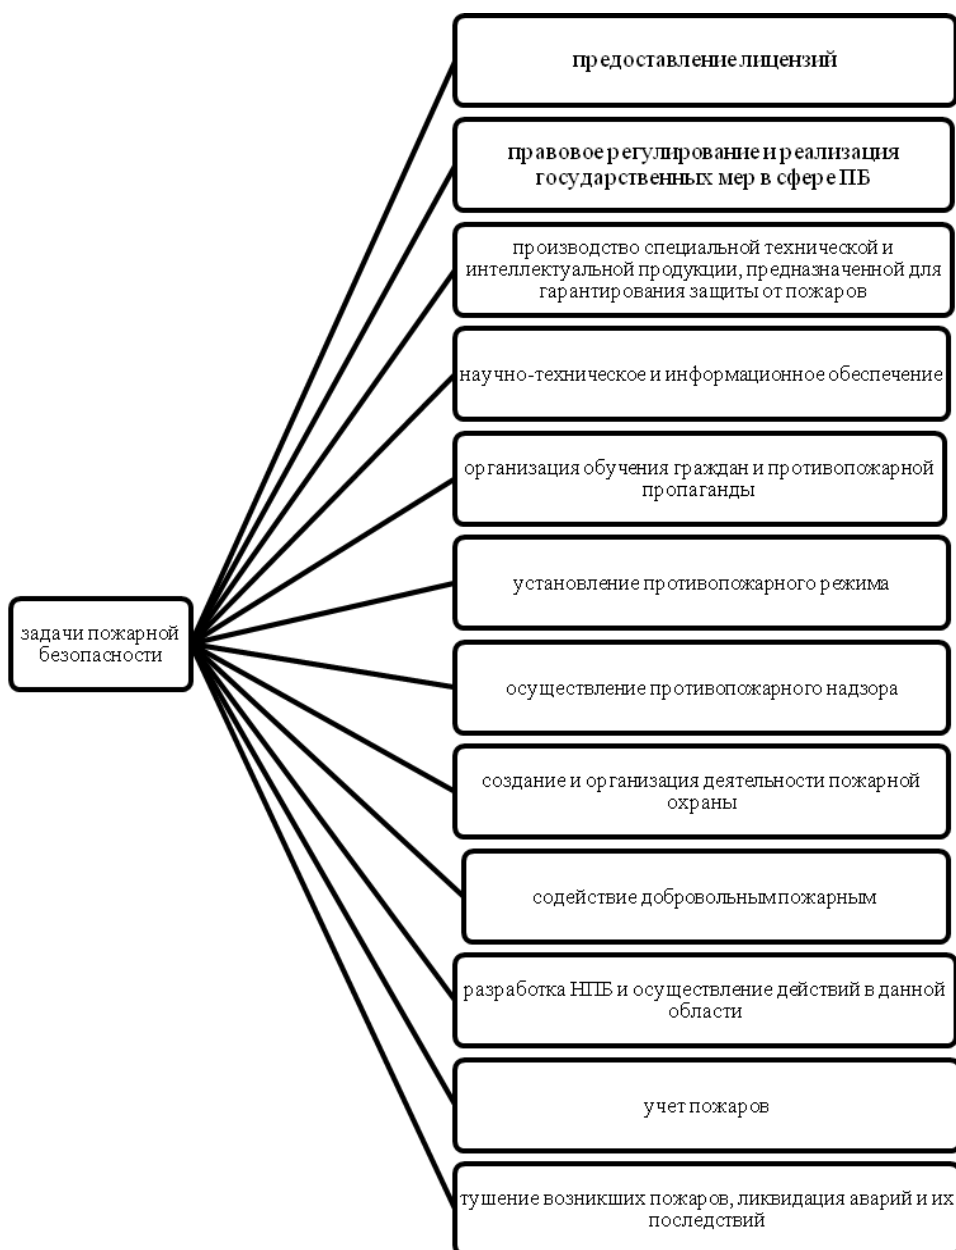 предоставление лицензий
правовое регулирование и реализация
государственных мер в сфере ПБ
производство специальной технической и
интеллектуальной продукции, предназначенной для
гарантирования защиты от пожаров
научно-техническое и информационное обеспечение
организация обучения граждан и противопожарной
пропаганды
установление противопожарного режима
задачи пожарной
безопасности
осуществление противопожарного надзора
создание и организация деятельности пожарной
охраны
содействие добровольным пожарным
разработка НПБ и осуществление действий в данной
области
учет пожаров
тушение возникших пожаров, ликвидация аварий и их
последствий